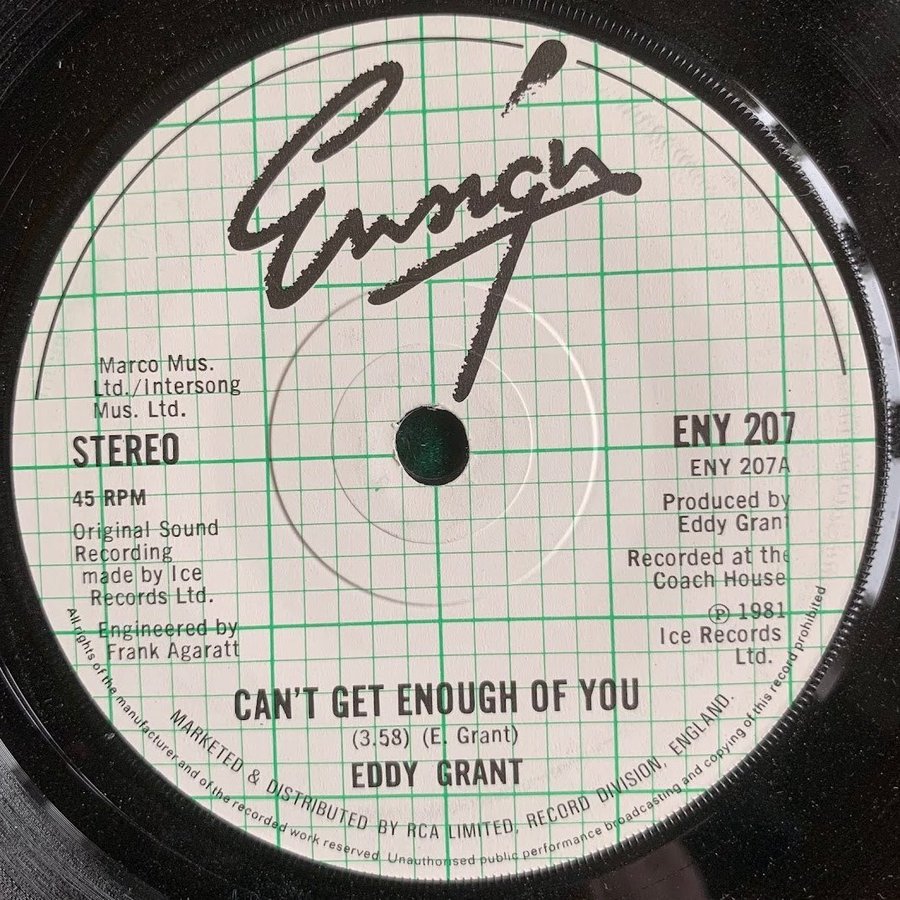 Ensign
Marco Mus.
Ltd./Intersong
Mus. Ltd.
STEREO
45 RPM
Original Sound
Recording
made by Ice
Records Ltd.
Engineered by
Frank Agaratt
ENY 207
ENY 207A
Produced by
Eddy Grant
Recorded at the
Coach House
℗ 1981
Ice Records
Ltd.
CAN'T GET ENOUGH OF YOU
(3.58) (E. Grant)
EDDY GRANT
MARKETED & DISTRIBUTED BY RCA LIMITED, RECORD DIVISION, ENGLAND.
All rights of the manufacturer and of the recorded work reserved. Unauthorised public performance broadcasting and copying of this record prohibited